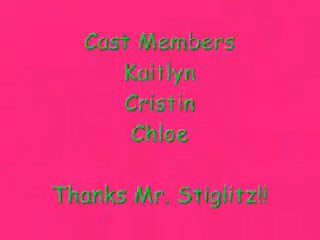 Cast Members
Kaitlyn
Cristin
Chloe
Thanks Mr. Stiglitz!!